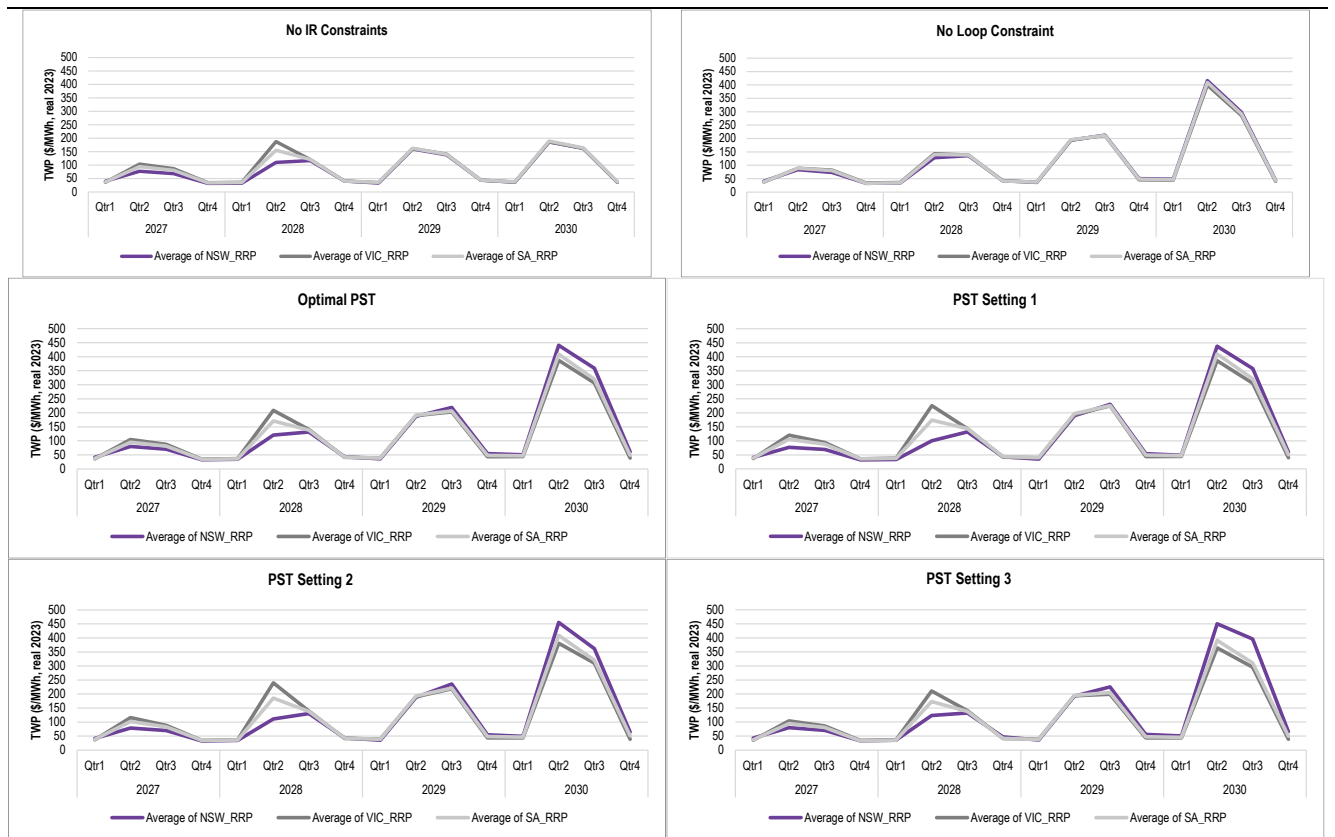 No IR Constraints
TWP ($/MWh, real 2023)
500
450
400
350
300
250
200
150
100
50
0
Qtr1 Qtr2 Qtr3 Qtr4 Qtr1 Qtr2 Qtr3 Qtr4 Qtr1 Qtr2 Qtr3 Qtr4 Qtr1 Qtr2 Qtr3 Qtr4
2027 2028 2029 2030
Average of NSW_RRP Average of VIC_RRP Average of SA_RRP
No Loop Constraint
TWP ($/MWh, real 2023)
500
450
400
350
300
250
200
150
100
50
0
Qtr1 Qtr2 Qtr3 Qtr4 Qtr1 Qtr2 Qtr3 Qtr4 Qtr1 Qtr2 Qtr3 Qtr4 Qtr1 Qtr2 Qtr3 Qtr4
2027 2028 2029 2030
Average of NSW_RRP Average of VIC_RRP Average of SA_RRP
Optimal PST
TWP ($/MWh, real 2023)
500
450
400
350
300
250
200
150
100
50
0
Qtr1 Qtr2 Qtr3 Qtr4 Qtr1 Qtr2 Qtr3 Qtr4 Qtr1 Qtr2 Qtr3 Qtr4 Qtr1 Qtr2 Qtr3 Qtr4
2027 2028 2029 2030
Average of NSW_RRP Average of VIC_RRP Average of SA_RRP
PST Setting 1
TWP ($/MWh, real 2023)
500
450
400
350
300
250
200
150
100
50
0
Qtr1 Qtr2 Qtr3 Qtr4 Qtr1 Qtr2 Qtr3 Qtr4 Qtr1 Qtr2 Qtr3 Qtr4 Qtr1 Qtr2 Qtr3 Qtr4
2027 2028 2029 2030
Average of NSW_RRP Average of VIC_RRP Average of SA_RRP
PST Setting 2
TWP ($/MWh, real 2023)
500
450
400
350
300
250
200
150
100
50
0
Qtr1 Qtr2 Qtr3 Qtr4 Qtr1 Qtr2 Qtr3 Qtr4 Qtr1 Qtr2 Qtr3 Qtr4 Qtr1 Qtr2 Qtr3 Qtr4
2027 2028 2029 2030
Average of NSW_RRP Average of VIC_RRP Average of SA_RRP
PST Setting 3
TWP ($/MWh, real 2023)
500
450
400
350
300
250
200
150
100
50
0
Qtr1 Qtr2 Qtr3 Qtr4 Qtr1 Qtr2 Qtr3 Qtr4 Qtr1 Qtr2 Qtr3 Qtr4 Qtr1 Qtr2 Qtr3 Qtr4
2027 2028 2029 2030
Average of NSW_RRP Average of VIC_RRP Average of SA_RRP